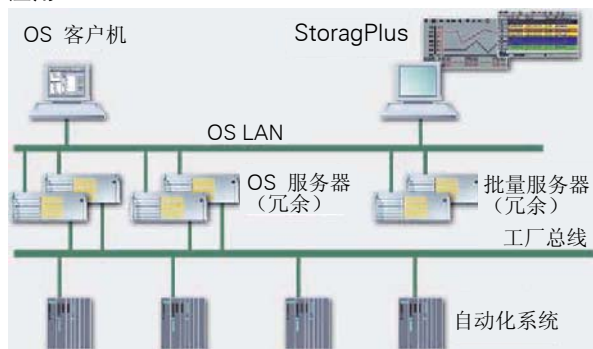 OS 客户机
StoragPlus
OS LAN
OS 服务器
（冗余）
批量服务器
（冗余）
工厂总线
自动化系统